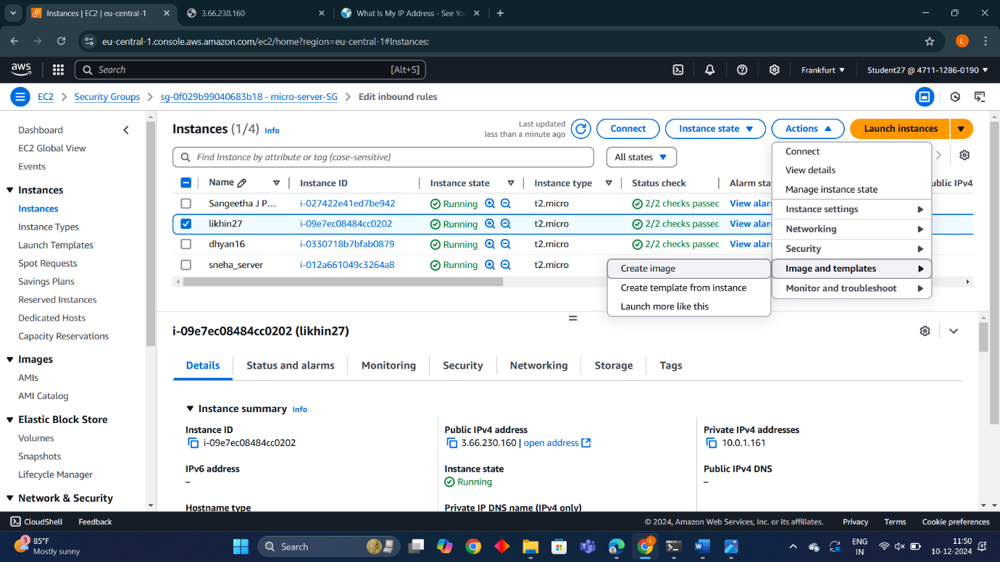 Instances | EC2 | eu-central-1
3.66.230.160
What Is My IP Address - See Yo
eu-central-1.console.aws.amazon.com/ec2/home?region=eu-central-1#Instances:
L
aws
Search [Alt+S]
Frankfurt
Student27 @ 4711-1286-0190
EC2 > Security Groups > sg-0f029b99040683b18 - micro-server-SG > Edit inbound rules
Dashboard
EC2 Global View
Events
Instances
Instances
Instance Types
Launch Templates
Spot Requests
Savings Plans
Reserved Instances
Dedicated Hosts
Capacity Reservations
Images
AMIs
AMI Catalog
Elastic Block Store
Volumes
Snapshots
Lifecycle Manager
Network & Security
Instances (1/4) Info
Last updated
less than a minute ago
Connect
Instance state
Actions
Launch instances
Find Instance by attribute or tag (case-sensitive)
All states
Name Instance ID Instance state Instance type Status check Alarm sta ublic IPv4
Sangeetha J P... i-027422e41ed7be942 Running t2.micro 2/2 checks passed View alar
likhin27 i-09e7ec08484cc0202 Running t2.micro 2/2 checks passed View alar
dhyan16 i-0330718b7bfab0879 Running t2.micro 2/2 checks passed View alar
sneha_server i-012a661049c3264a8 Running t2.micro
Connect
View details
Manage instance state
Instance settings
Networking
Security
Image and templates
Monitor and troubleshoot
Create image
Create template from instance
Launch more like this
i-09e7ec08484cc0202 (likhin27)
Details Status and alarms Monitoring Security Networking Storage Tags
Instance summary Info
Instance ID
i-09e7ec08484cc0202
Public IPv4 address
3.66.230.160 | open address
Private IPv4 addresses
10.0.1.161
IPv6 address
–
Instance state
Running
Public IPv4 DNS
–
Hostname type
Private IP DNS name (IPv4 only)
CloudShell Feedback
© 2024, Amazon Web Services, Inc. or its affiliates. Privacy Terms Cookie preferences
3
85°F
Mostly sunny
Search
L
W
ENG
IN
11:50
10-12-2024